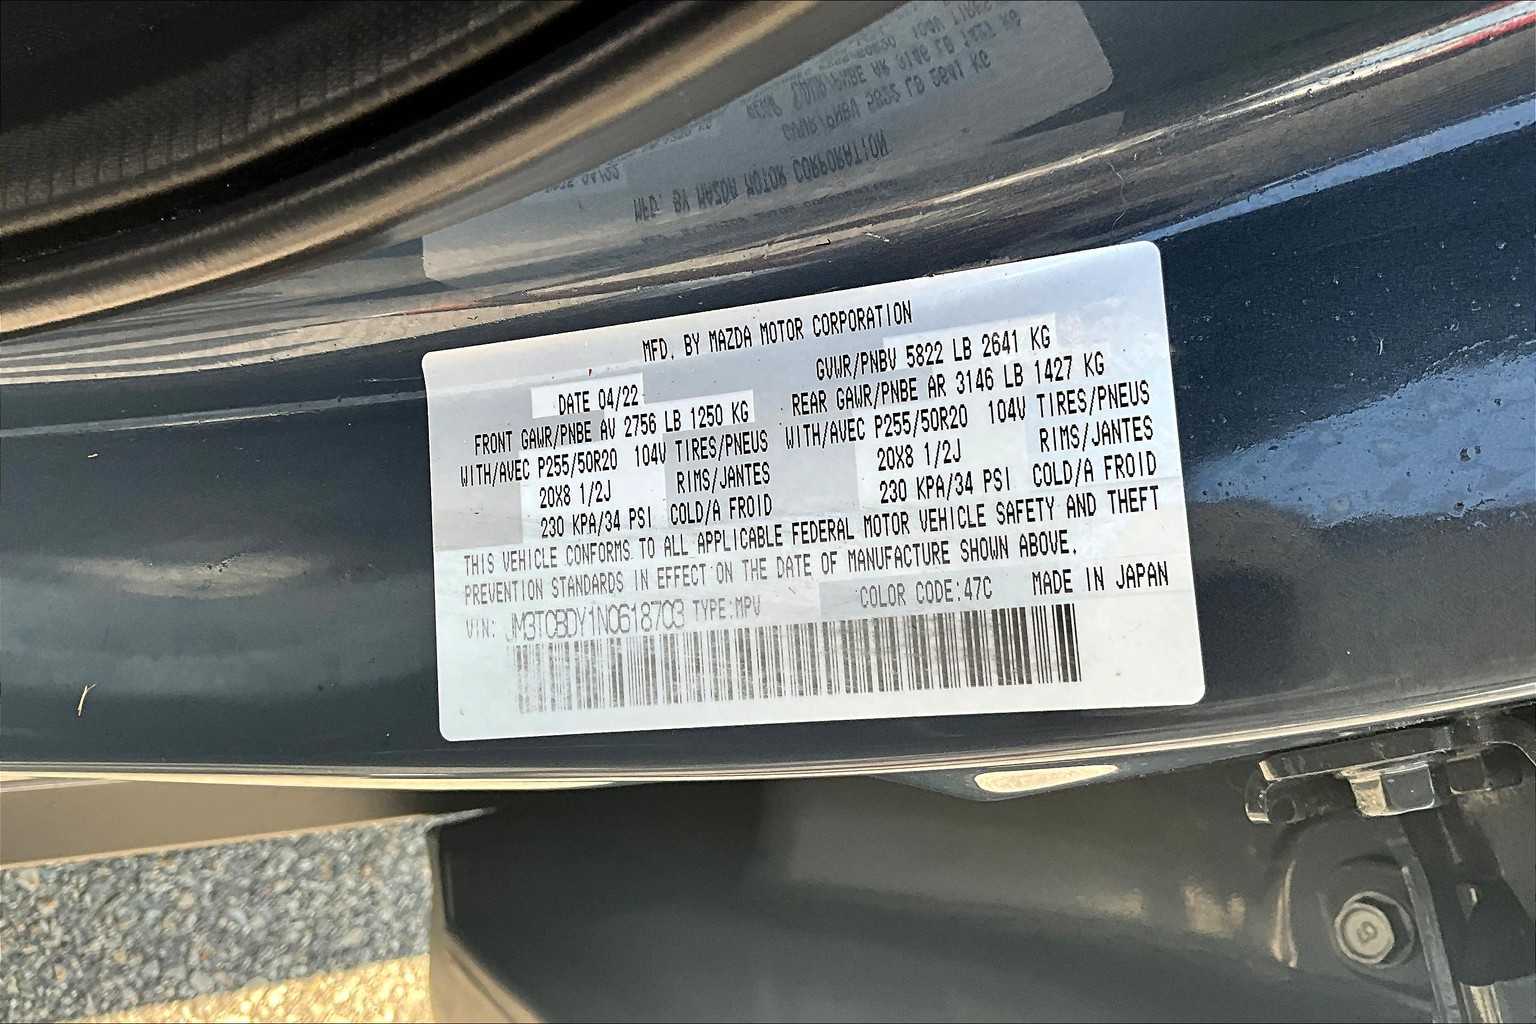 MFD. BY MAZDA MOTOR CORPORATION
DATE 04/22
GVWR/PNBV 5822 LB 2641 KG
FRONT GAWR/PNBE AV 2756 LB 1250 KG
REAR GAWR/PNBE AR 3146 LB 1427 KG
WITH/AVEC P255/50R20 104V TIRES/PNEUS
WITH/AVEC P255/50R20 104V TIRES/PNEUS
20X8 1/2J RIMS/JANTES
20X8 1/2J RIMS/JANTES
230 KPA/34 PSI COLD/A FROID
230 KPA/34 PSI COLD/A FROID
THIS VEHICLE CONFORMS TO ALL APPLICABLE FEDERAL MOTOR VEHICLE SAFETY AND THEFT
PREVENTION STANDARDS IN EFFECT ON THE DATE OF MANUFACTURE SHOWN ABOVE.
VIN: JM3TCBDY1N0618703 TYPE:MPV COLOR CODE:47C MADE IN JAPAN